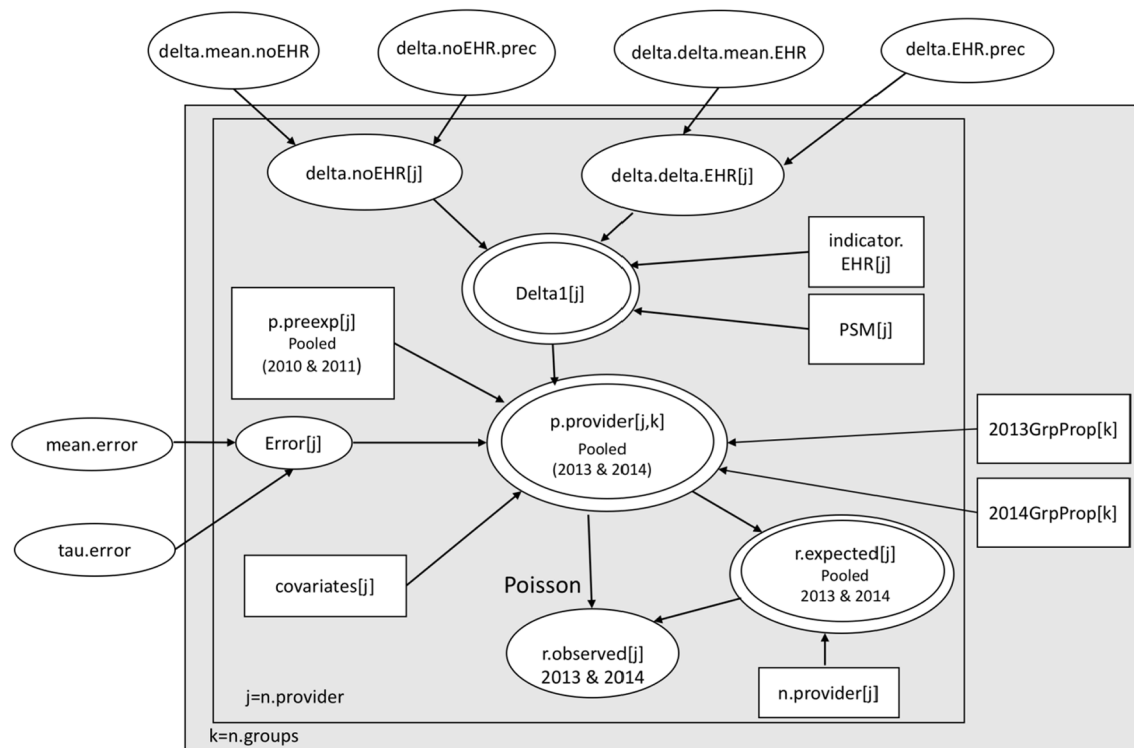 delta.mean.noEHR
delta.noEHR.prec
delta.delta.mean.EHR
delta.EHR.prec
delta.noEHR[j]
delta.delta.EHR[j]
indicator.
EHR[j]
Delta1[j]
PSM[j]
p.preexp[j]
Pooled
(2010 & 2011)
p.provider[j,k]
Pooled
(2013 & 2014)
mean.error
Error[j]
2013GrpProp[k]
2014GrpProp[k]
tau.error
covariates[j]
Poisson
r.expected[j]
Pooled
2013 & 2014
r.observed[j]
2013 & 2014
n.provider[j]
j=n.provider
k=n.groups